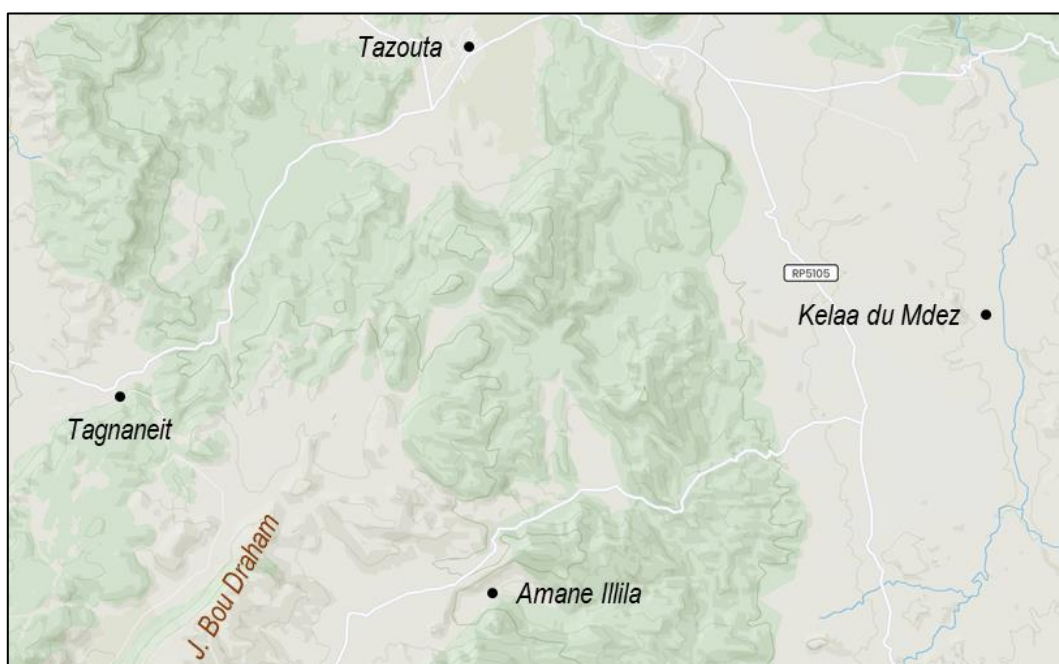 Tazouta
RP5105
Kelaa du Mdez
Tagnaneit
J. Bou Draham
Amane Illila